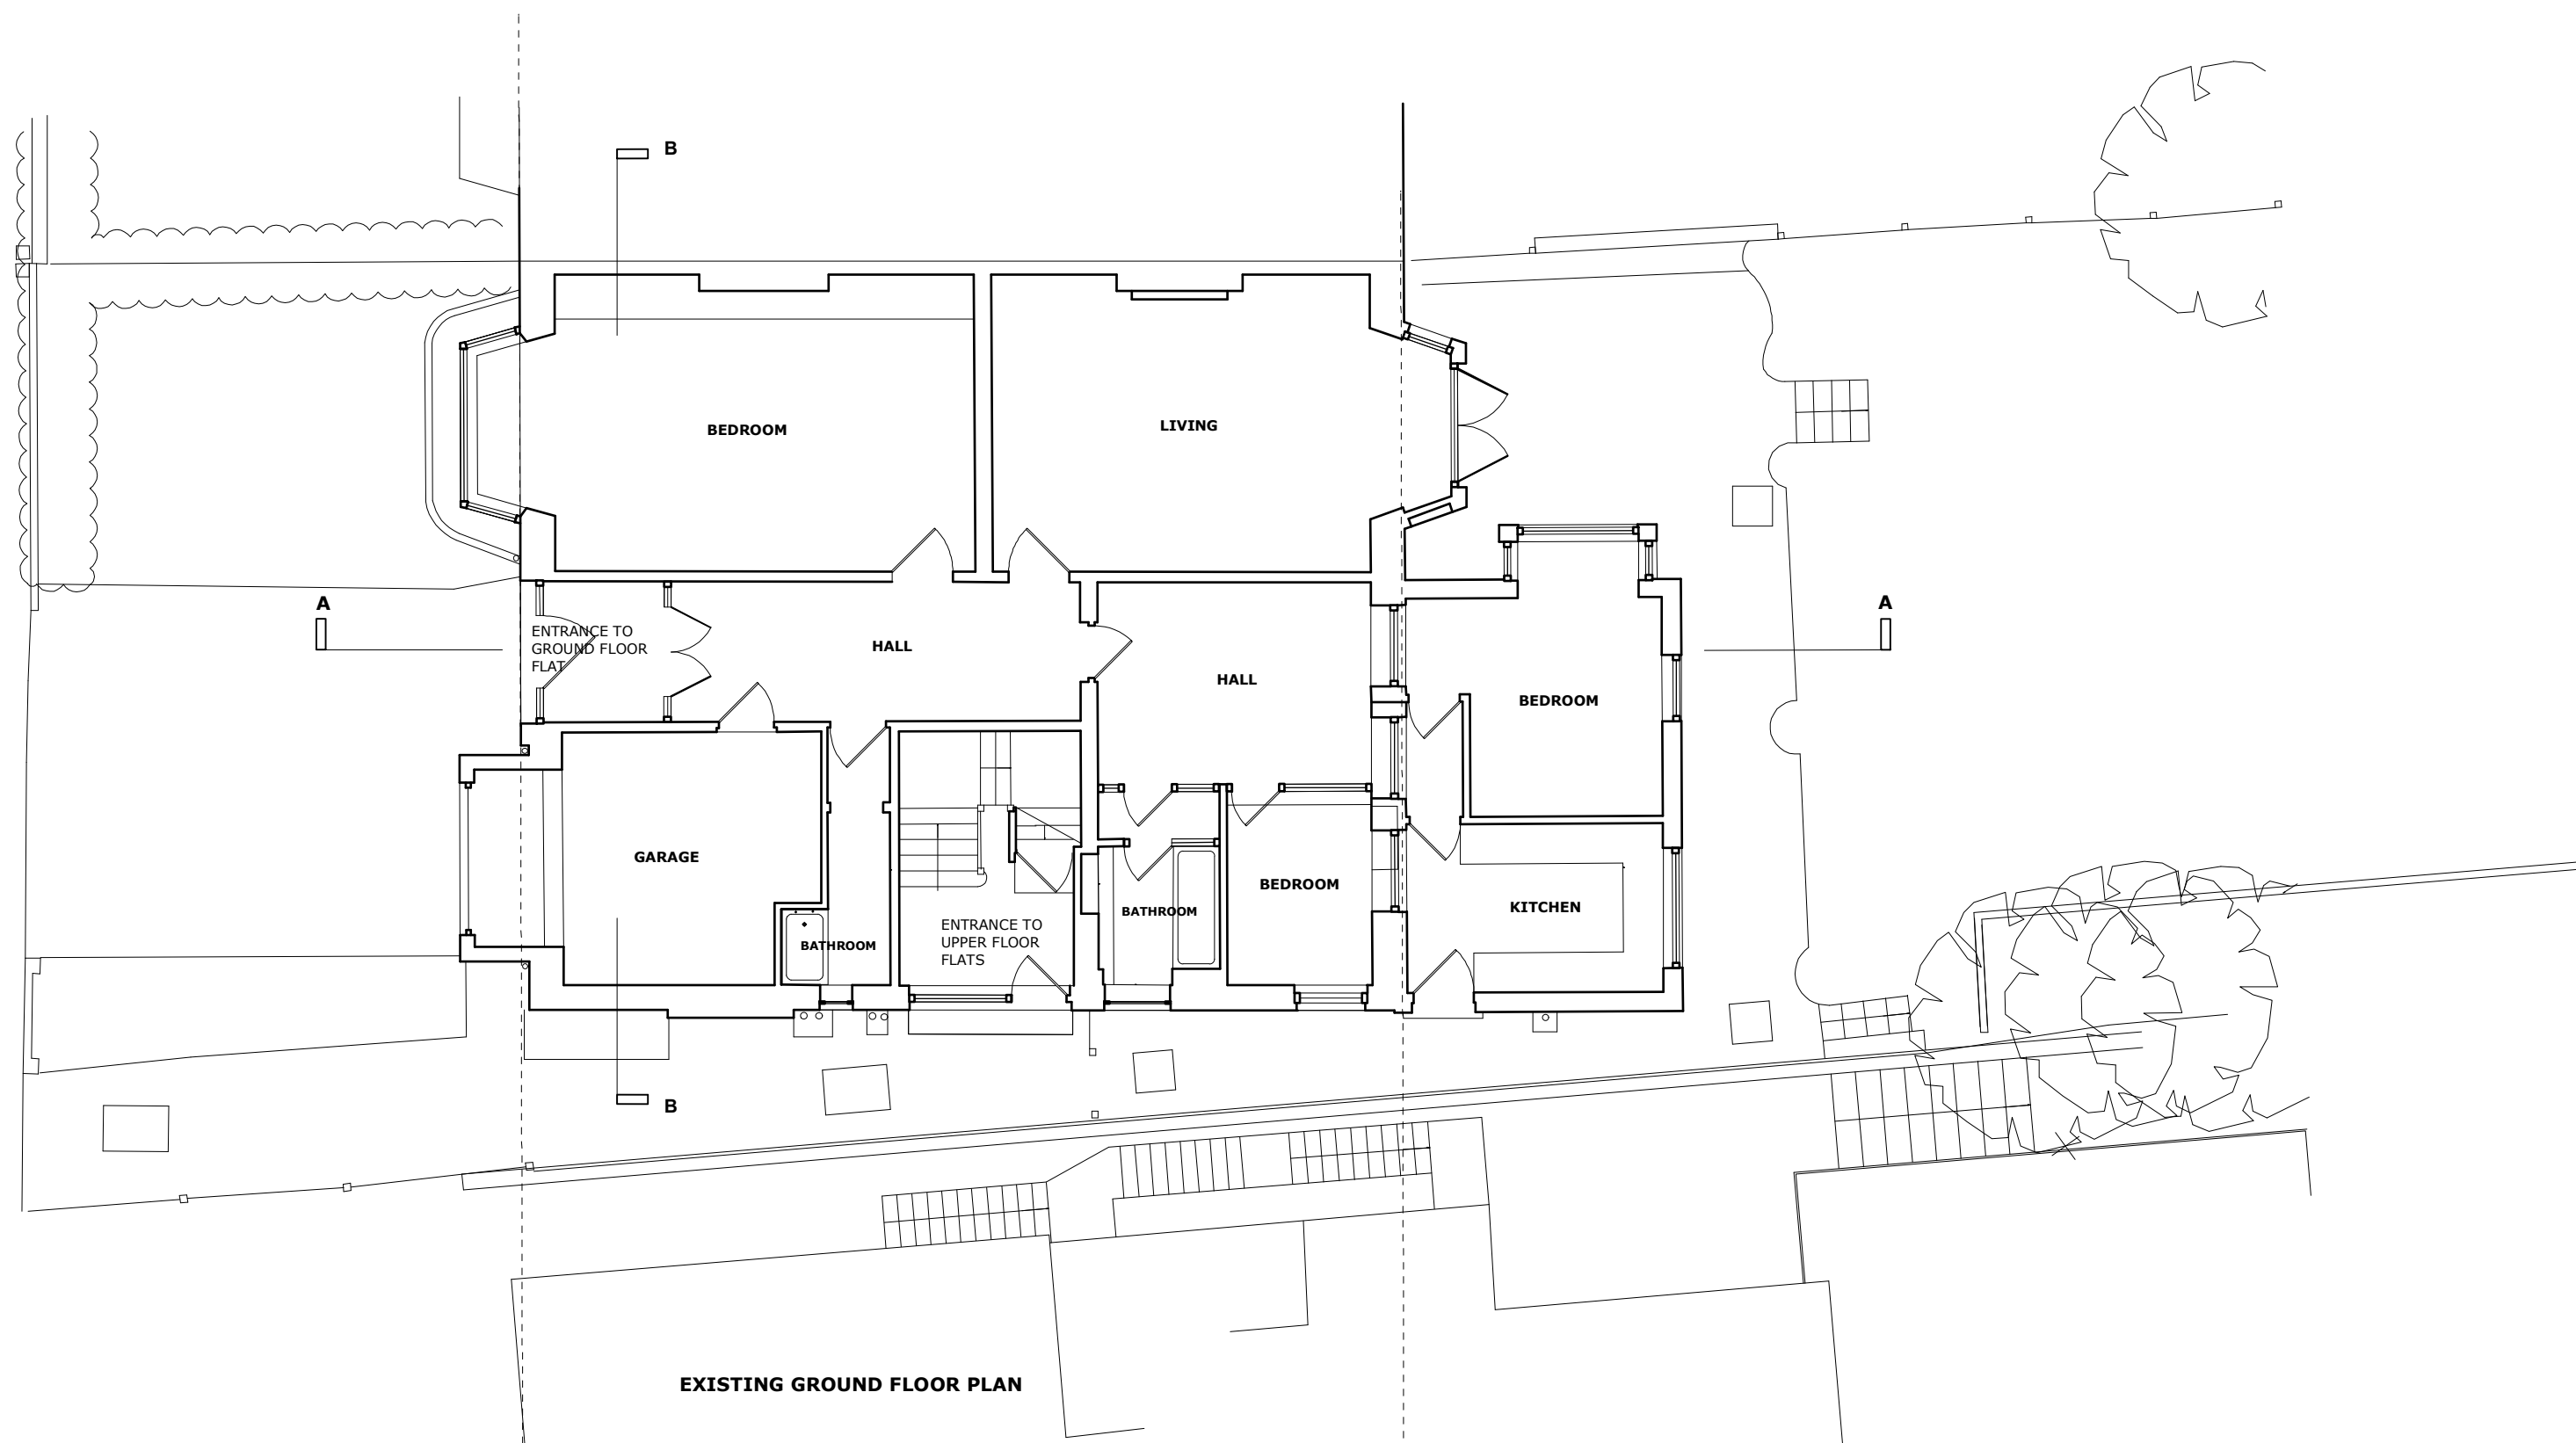 B
BEDROOM
LIVING
A
A
ENTRANCE TO
GROUND FLOOR
FLAT
HALL
HALL
BEDROOM
GARAGE
BEDROOM
KITCHEN
BATHROOM
BATHROOM
ENTRANCE TO
UPPER FLOOR
FLATS
B
EXISTING GROUND FLOOR PLAN